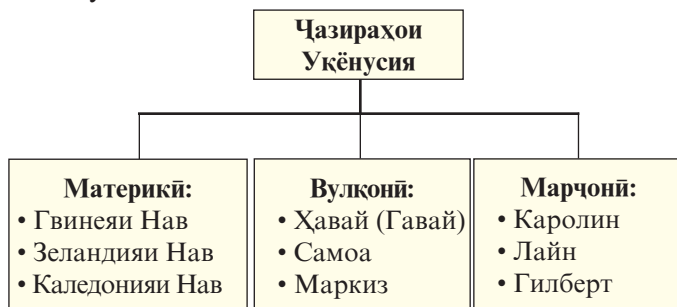 Ҷазираҳои
Уқёнусия
Материкӣ:
• Гвинеяи Нав
• Зеландияи Нав
• Каледонияи Нав
Вулқонӣ:
• Ҳавай (Гавай)
• Самоа
• Маркиз
Марҷонӣ:
• Каролин
• Лайн
• Гилберт